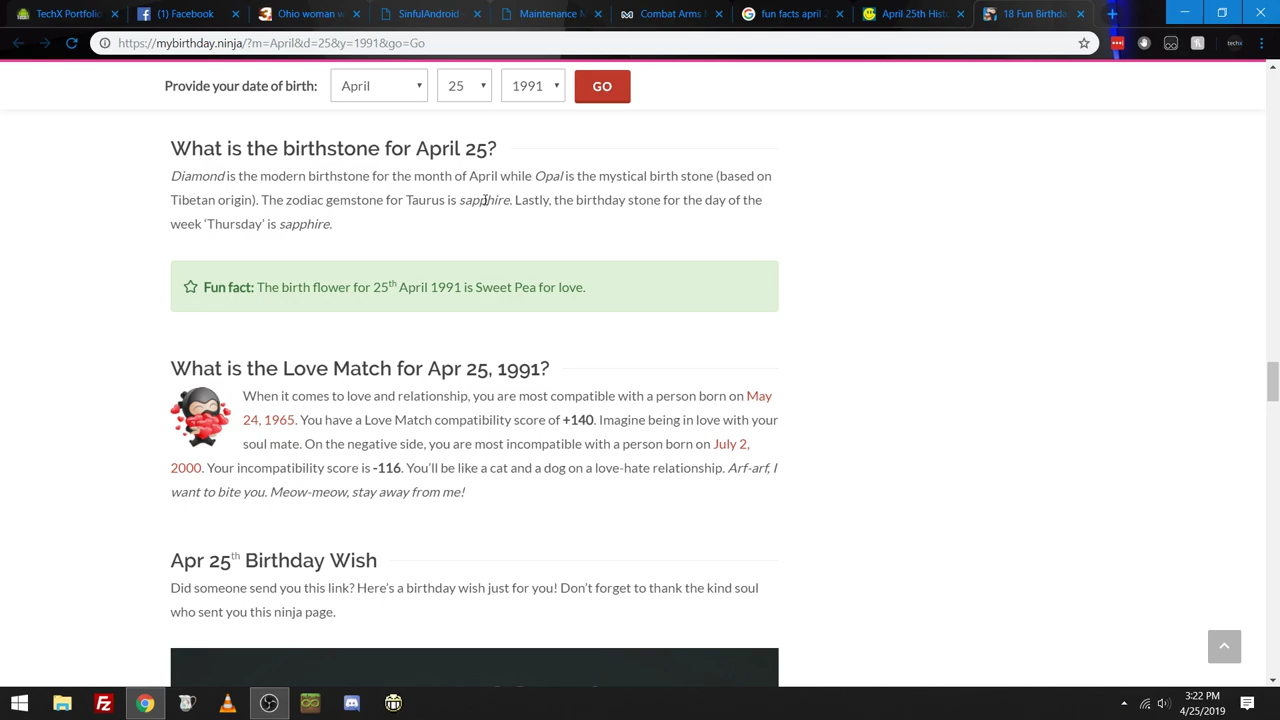 TechX Portfolio
(1) Facebook
Ohio woman w
SinfulAndroid
Maintenance M
Combat Arms
fun facts april
April 25th Hist
18 Fun Birthda
https://mybirthday.ninja/?m=April&d=25&y=1991&go=Go
techx
Provide your date of birth: April 25 1991 GO
What is the birthstone for April 25?
Diamond is the modern birthstone for the month of April while Opal is the mystical birth stone (based on
Tibetan origin). The zodiac gemstone for Taurus is sapphire. Lastly, the birthday stone for the day of the
week ‘Thursday’ is sapphire.
Fun fact: The birth flower for 25th April 1991 is Sweet Pea for love.
What is the Love Match for Apr 25, 1991?
When it comes to love and relationship, you are most compatible with a person born on May
24, 1965. You have a Love Match compatibility score of +140. Imagine being in love with your
soul mate. On the negative side, you are most incompatible with a person born on July 2,
2000. Your incompatibility score is -116. You’ll be like a cat and a dog on a love-hate relationship. Arf-arf, I
want to bite you. Meow-meow, stay away from me!
Apr 25th Birthday Wish
Did someone send you this link? Here’s a birthday wish just for you! Don’t forget to thank the kind soul
who sent you this ninja page.
3:22 PM
4/25/2019